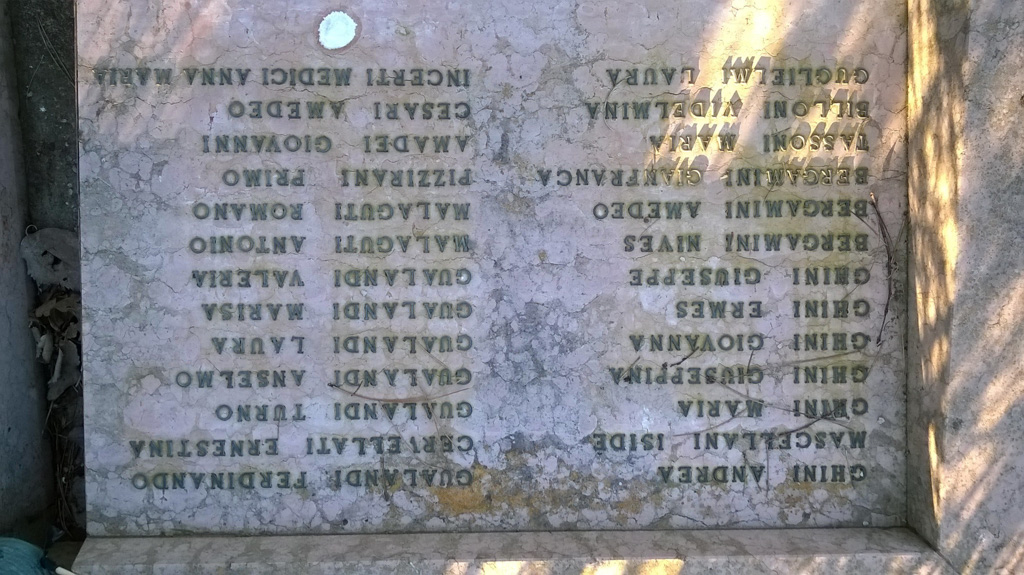 GHINI ANDREA
MASCELLANI ISIDE
GHINI MARIA
GHINI GIUSEPPINA
GHINI GIOVANNA
GHINI ERMES
GHINI GIUSEPPE
BERGAMINI NIVES
BERGAMINI AMEDEO
BERGAMINI GIANFRANCA
TASSONI MARIA
BILLONI VIDELMINA
GUGLIELMI LAURA
GUALANDI FERDINANDO
CERVELLATI ERNESTINA
GUALANDI TURNO
GUALANDI ANSELMO
GUALANDI LAURA
GUALANDI MARISA
GUALANDI VALERIA
MALAGUTI ANTONIO
MALAGUTI ROMANO
PIZZIRANI PRIMO
AMADEI GIOVANNI
CESARI AMEDEO
INCERTI MEDICI ANNA MARIA